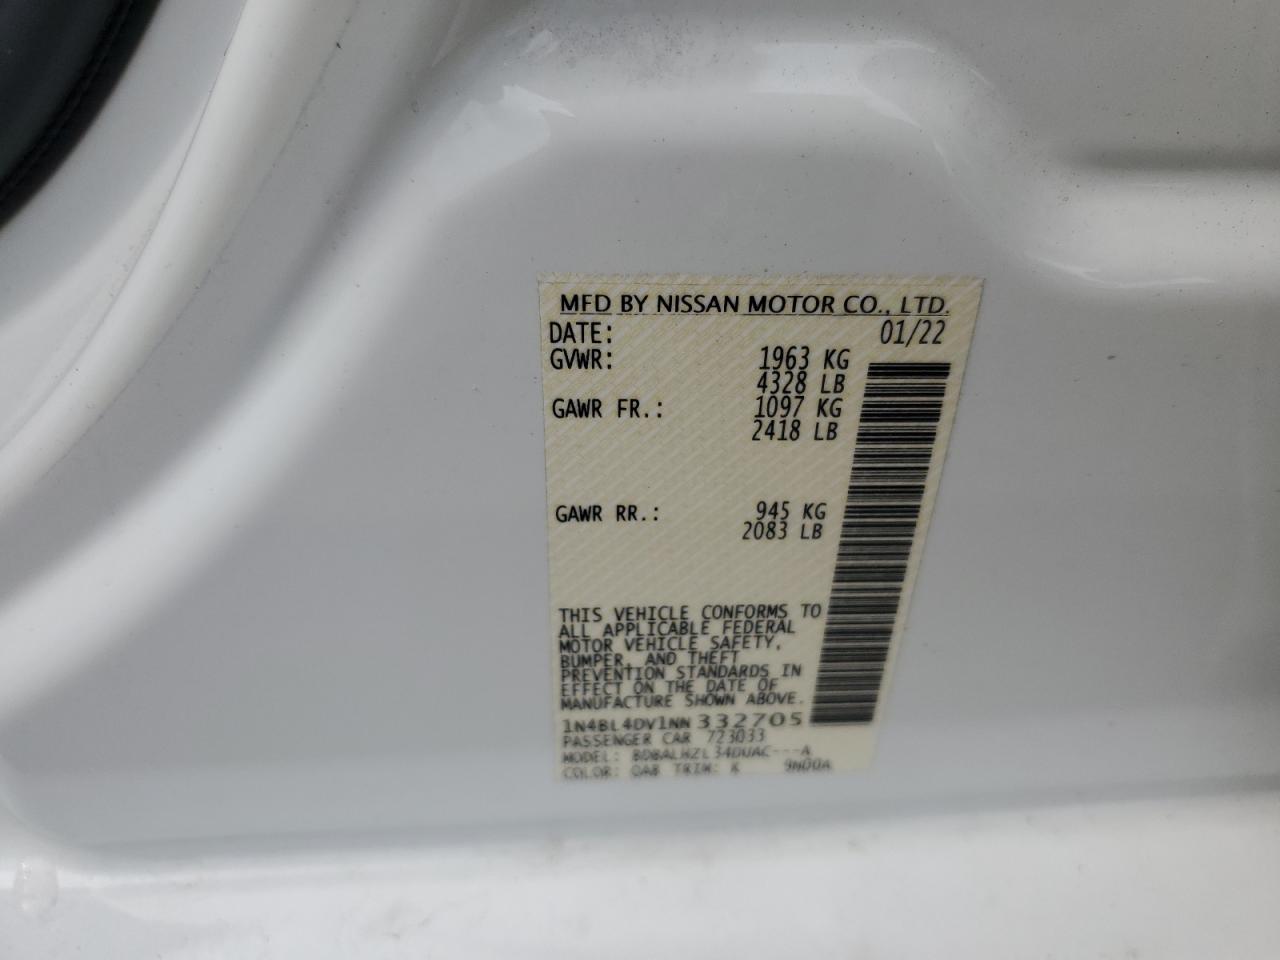 MFD BY NISSAN MOTOR CO., LTD.
DATE: 01/22
GVWR: 1963 KG
4328 LB
GAWR FR.: 1097 KG
2418 LB
GAWR RR.: 945 KG
2083 LB
THIS VEHICLE CONFORMS TO
ALL APPLICABLE FEDERAL
MOTOR VEHICLE SAFETY,
BUMPER, AND THEFT
PREVENTION STANDARDS IN
EFFECT ON THE DATE OF
MANUFACTURE SHOWN ABOVE.
1N4BL4DV1NN332705
PASSENGER CAR 723033
MODEL:
COLOR: QAB TRIM: K 9N00A